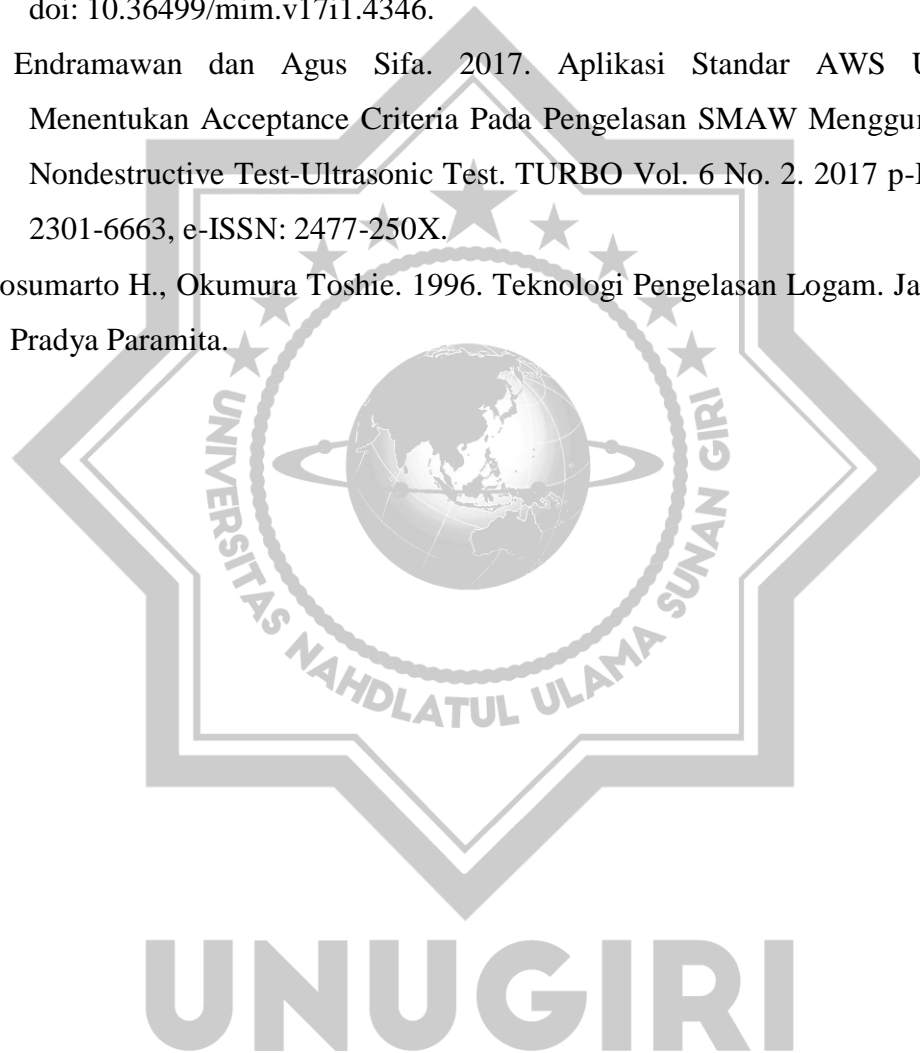 doi: 10.36499/mim.v17i1.4346.
Endramawan dan Agus Sifa. 2017. Aplikasi Standar AWS
Menentukan Acceptance Criteria Pada Pengelasan SMAW
Nondestructive Test-Ultrasonic Test. TURBO Vol. 6 No. 2. 2017
2301-6663, e-ISSN: 2477-250X.
H., Okumura Toshie. 1996. Teknologi Pengelasan Logam.
Pradya Paramita.
UNIVERSITAS NAHDLATUL ULAMA SUNAN GIRI
UNUGIRI